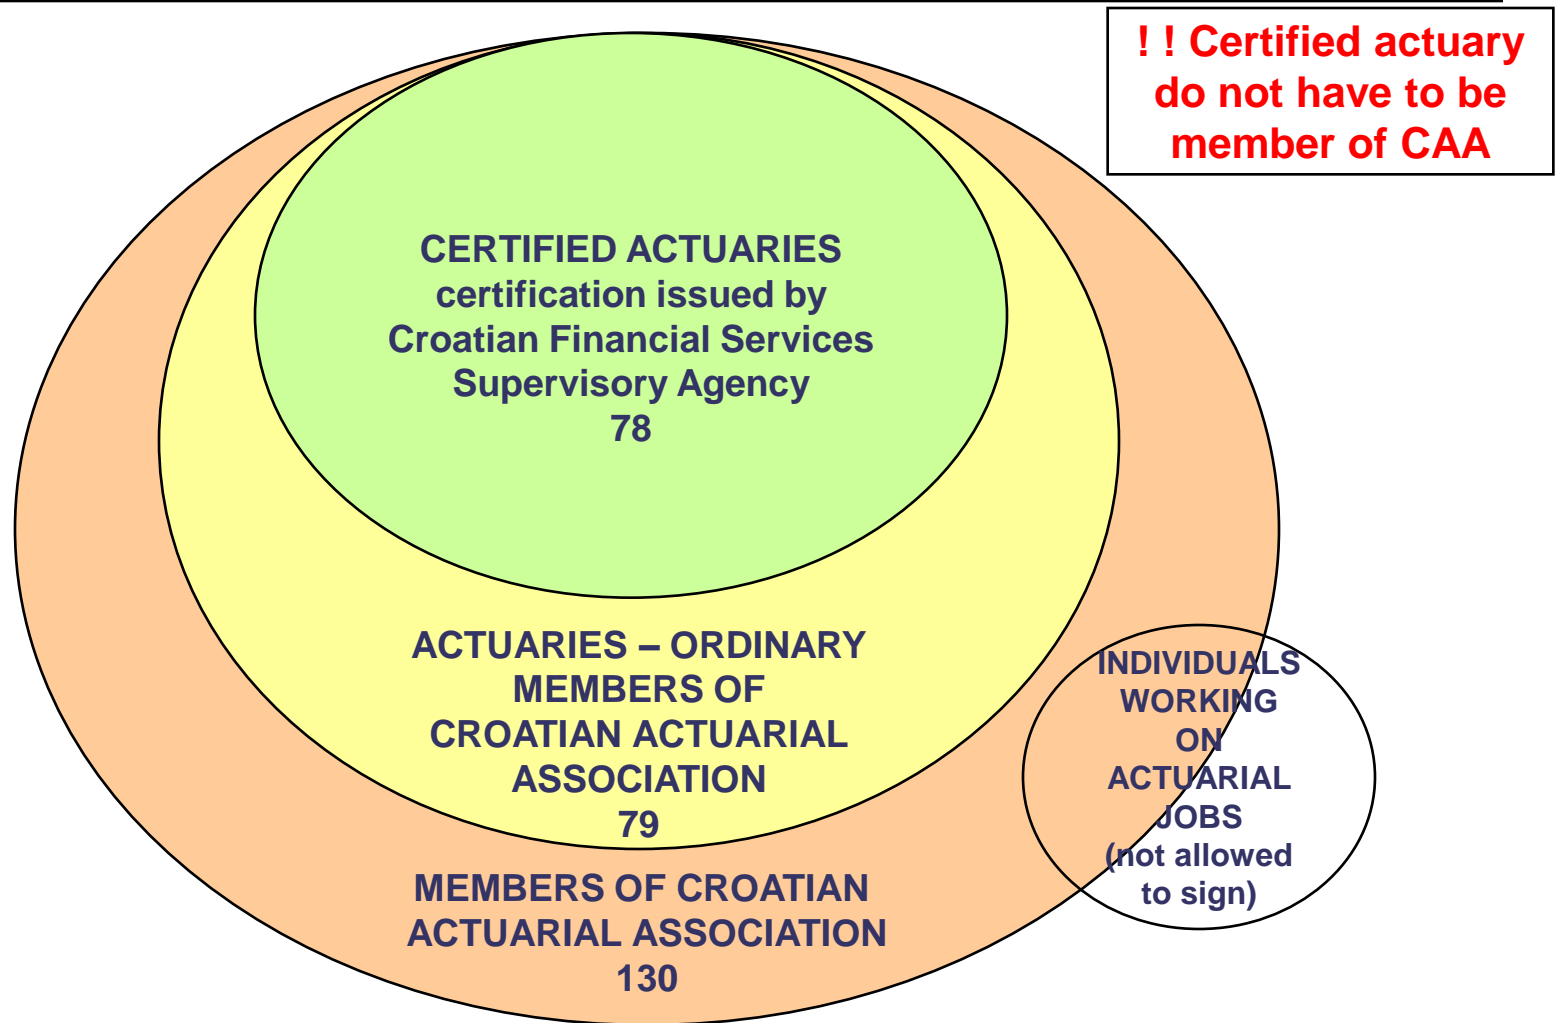 ! ! Certified actuary
do not have to be
member of CAA
CERTIFIED ACTUARIES
certification issued by
Croatian Financial Services
Supervisory Agency
78
ACTUARIES – ORDINARY
MEMBERS OF
CROATIAN ACTUARIAL
ASSOCIATION
79
INDIVIDUALS
WORKING
ON
ACTUARIAL
JOBS
(not allowed
to sign)
MEMBERS OF CROATIAN
ACTUARIAL ASSOCIATION
130